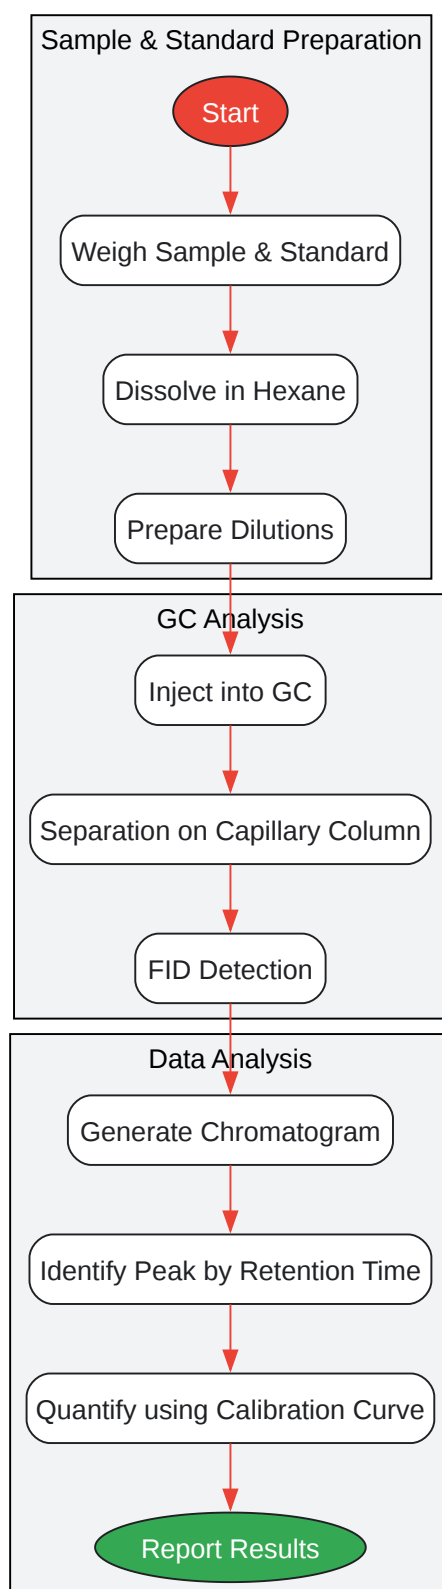 Sample & Standard Preparation
Start
Weigh Sample & Standard
Dissolve in Hexane
Prepare Dilutions
GC Analysis
Inject into GC
Separation on Capillary Column
FID Detection
Data Analysis
Generate Chromatogram
Identify Peak by Retention Time
Quantify using Calibration Curve
Report Results